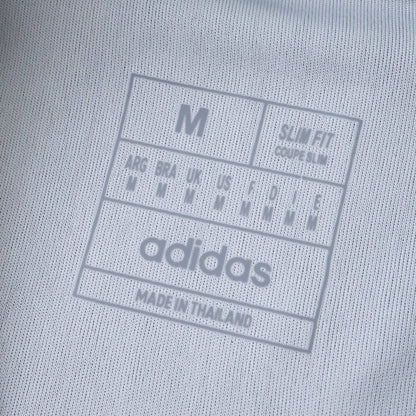 M
SLIM FIT
COUPE SLIM
ARG BRA UK US F D I E
M M M M M M M M
adidas
MADE IN THAILAND